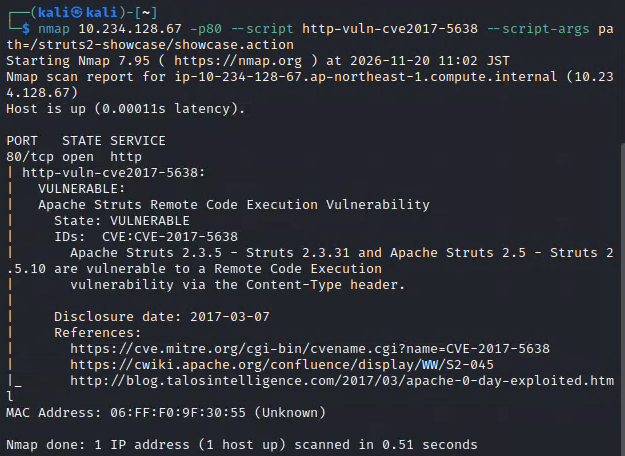 ┌──(kali㉿kali)-[~]
└─$ nmap 10.234.128.67 -p80 --script http-vuln-cve2017-5638 --script-args pa
th=/struts2-showcase/showcase.action
Starting Nmap 7.95 ( https://nmap.org ) at 2026-11-20 11:02 JST
Nmap scan report for ip-10-234-128-67.ap-northeast-1.compute.internal (10.23
4.128.67)
Host is up (0.00011s latency).

PORT   STATE SERVICE
80/tcp open  http
| http-vuln-cve2017-5638:
|   VULNERABLE:
|   Apache Struts Remote Code Execution Vulnerability
|     State: VULNERABLE
|     IDs:  CVE:CVE-2017-5638
|       Apache Struts 2.3.5 - Struts 2.3.31 and Apache Struts 2.5 - Struts 2
.5.10 are vulnerable to a Remote Code Execution
|       vulnerability via the Content-Type header.
|
|     Disclosure date: 2017-03-07
|     References:
|       https://cve.mitre.org/cgi-bin/cvename.cgi?name=CVE-2017-5638
|       https://cwiki.apache.org/confluence/display/WW/S2-045
|_      http://blog.talosintelligence.com/2017/03/apache-0-day-exploited.htm
l
MAC Address: 06:FF:F0:9F:30:55 (Unknown)

Nmap done: 1 IP address (1 host up) scanned in 0.51 seconds